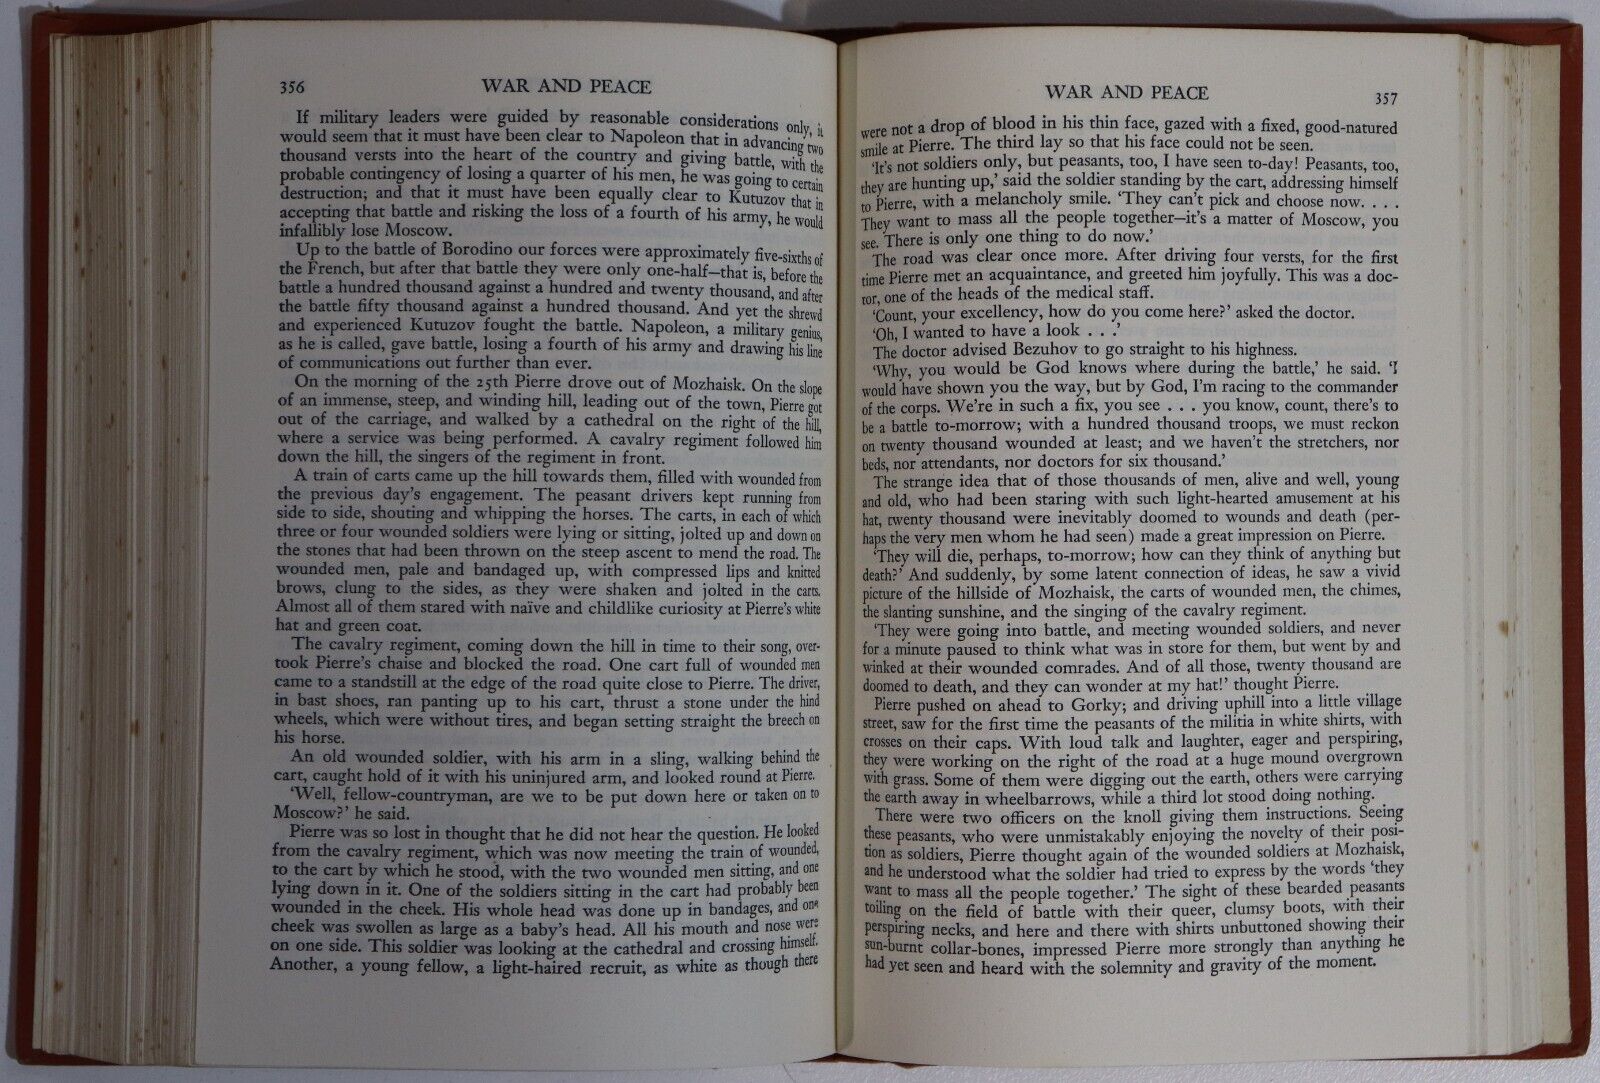 356 WAR AND PEACE
If military leaders were guided by reasonable considerations only, it
would seem that it must have been clear to Napoleon that in advancing two
thousand versts into the heart of the country and giving battle, with the
probable contingency of losing a quarter of his men, he was going to certain
destruction; and that it must have been equally clear to Kutuzov that in
accepting that battle and risking the loss of a fourth of his army, he would
infallibly lose Moscow.
Up to the battle of Borodino our forces were approximately five-sixths of
the French, but after that battle they were only one-half—that is, before the
battle a hundred thousand against a hundred and twenty thousand, and after
the battle fifty thousand against a hundred thousand. And yet the shrewd
and experienced Kutuzov fought the battle. Napoleon, a military genius,
as he is called, gave battle, losing a fourth of his army and drawing his line
of communications out further than ever.
On the morning of the 25th Pierre drove out of Mozhaisk. On the slope
of an immense, steep, and winding hill, leading out of the town, Pierre got
out of the carriage, and walked by a cathedral on the right of the hill,
where a service was being performed. A cavalry regiment followed him
down the hill, the singers of the regiment in front.
A train of carts came up the hill towards them, filled with wounded from
the previous day's engagement. The peasant drivers kept running from
side to side, shouting and whipping the horses. The carts, in each of which
three or four wounded soldiers were lying or sitting, jolted up and down on
the stones that had been thrown on the steep ascent to mend the road. The
wounded men, pale and bandaged up, with compressed lips and knitted
brows, clung to the sides, as they were shaken and jolted in the carts.
Almost all of them stared with naïve and childlike curiosity at Pierre's white
hat and green coat.
The cavalry regiment, coming down the hill in time to their song, over-
took Pierre's chaise and blocked the road. One cart full of wounded men
came to a standstill at the edge of the road quite close to Pierre. The driver,
in bast shoes, ran panting up to his cart, thrust a stone under the hind
wheels, which were without tires, and began setting straight the breech on
his horse.
An old wounded soldier, with his arm in a sling, walking behind the
cart, caught hold of it with his uninjured arm, and looked round at Pierre.
'Well, fellow-countryman, are we to be put down here or taken on to
Moscow?' he said.
Pierre was so lost in thought that he did not hear the question. He looked
from the cavalry regiment, which was now meeting the train of wounded,
to the cart by which he stood, with the two wounded men sitting, and one
lying down in it. One of the soldiers sitting in the cart had probably been
wounded in the cheek. His whole head was done up in bandages, and one
cheek was swollen as large as a baby's head. All his mouth and nose were
on one side. This soldier was looking at the cathedral and crossing himself.
Another, a young fellow, a light-haired recruit, as white as though there
WAR AND PEACE 357
were not a drop of blood in his thin face, gazed with a fixed, good-natured
smile at Pierre. The third lay so that his face could not be seen.
'It's not soldiers only, but peasants, too, I have seen to-day! Peasants, too,
they are hunting up,' said the soldier standing by the cart, addressing himself
to Pierre, with a melancholy smile. 'They can't pick and choose now. . . .
They want to mass all the people together—it's a matter of Moscow, you
see. There is only one thing to do now.'
The road was clear once more. After driving four versts, for the first
time Pierre met an acquaintance, and greeted him joyfully. This was a doc-
tor, one of the heads of the medical staff.
'Count, your excellency, how do you come here?' asked the doctor.
'Oh, I wanted to have a look . . .'
The doctor advised Bezuhov to go straight to his highness.
'Why, you would be God knows where during the battle,' he said. 'I
would have shown you the way, but by God, I'm racing to the commander
of the corps. We're in such a fix, you see . . . you know, count, there's to
be a battle to-morrow; with a hundred thousand troops, we must reckon
on twenty thousand wounded at least; and we haven't the stretchers, nor
beds, nor attendants, nor doctors for six thousand.'
The strange idea that of those thousands of men, alive and well, young
and old, who had been staring with such light-hearted amusement at his
hat, twenty thousand were inevitably doomed to wounds and death (per-
haps the very men whom he had seen) made a great impression on Pierre.
'They will die, perhaps, to-morrow; how can they think of anything but
death?' And suddenly, by some latent connection of ideas, he saw a vivid
picture of the hillside of Mozhaisk, the carts of wounded men, the chimes,
the slanting sunshine, and the singing of the cavalry regiment.
'They were going into battle, and meeting wounded soldiers, and never
for a minute paused to think what was in store for them, but went by and
winked at their wounded comrades. And of all those, twenty thousand are
doomed to death, and they can wonder at my hat!' thought Pierre.
Pierre pushed on ahead to Gorky; and driving uphill into a little village
street, saw for the first time the peasants of the militia in white shirts, with
crosses on their caps. With loud talk and laughter, eager and perspiring,
they were working on the right of the road at a huge mound overgrown
with grass. Some of them were digging out the earth, others were carrying
the earth away in wheelbarrows, while a third lot stood doing nothing.
There were two officers on the knoll giving them instructions. Seeing
these peasants, who were unmistakably enjoying the novelty of their posi-
tion as soldiers, Pierre thought again of the wounded soldiers at Mozhaisk,
and he understood what the soldier had tried to express by the words 'they
want to mass all the people together.' The sight of these bearded peasants
toiling on the field of battle with their queer, clumsy boots, with their
perspiring necks, and here and there with shirts unbuttoned showing their
sun-burnt collar-bones, impressed Pierre more strongly than anything he
had yet seen and heard with the solemnity and gravity of the moment.